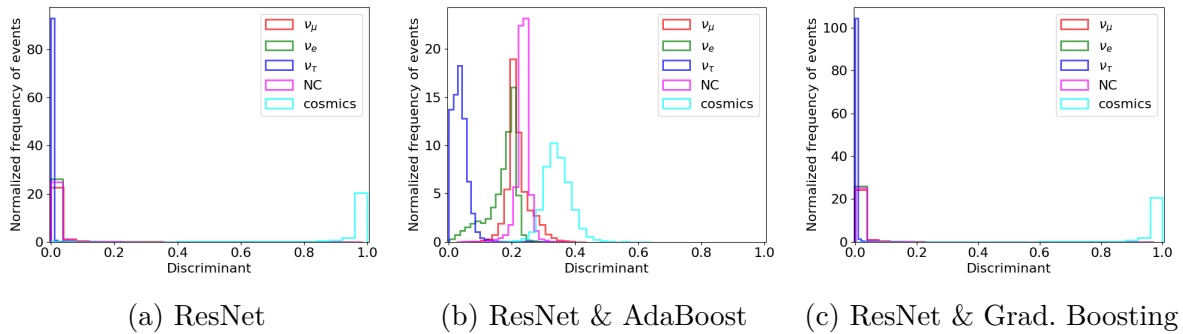 Normalized frequency of events
80
60
40
20
0
0.0 0.2 0.4 0.6 0.8 1.0
Discriminant
νμ
νe
ντ
NC
cosmics
(a) ResNet
Normalized frequency of events
20
15
10
5
0
0.0 0.2 0.4 0.6 0.8 1.0
Discriminant
νμ
νe
ντ
NC
cosmics
(b) ResNet & AdaBoost
Normalized frequency of events
100
80
60
40
20
0
0.0 0.2 0.4 0.6 0.8 1.0
Discriminant
νμ
νe
ντ
NC
cosmics
(c) ResNet & Grad. Boosting